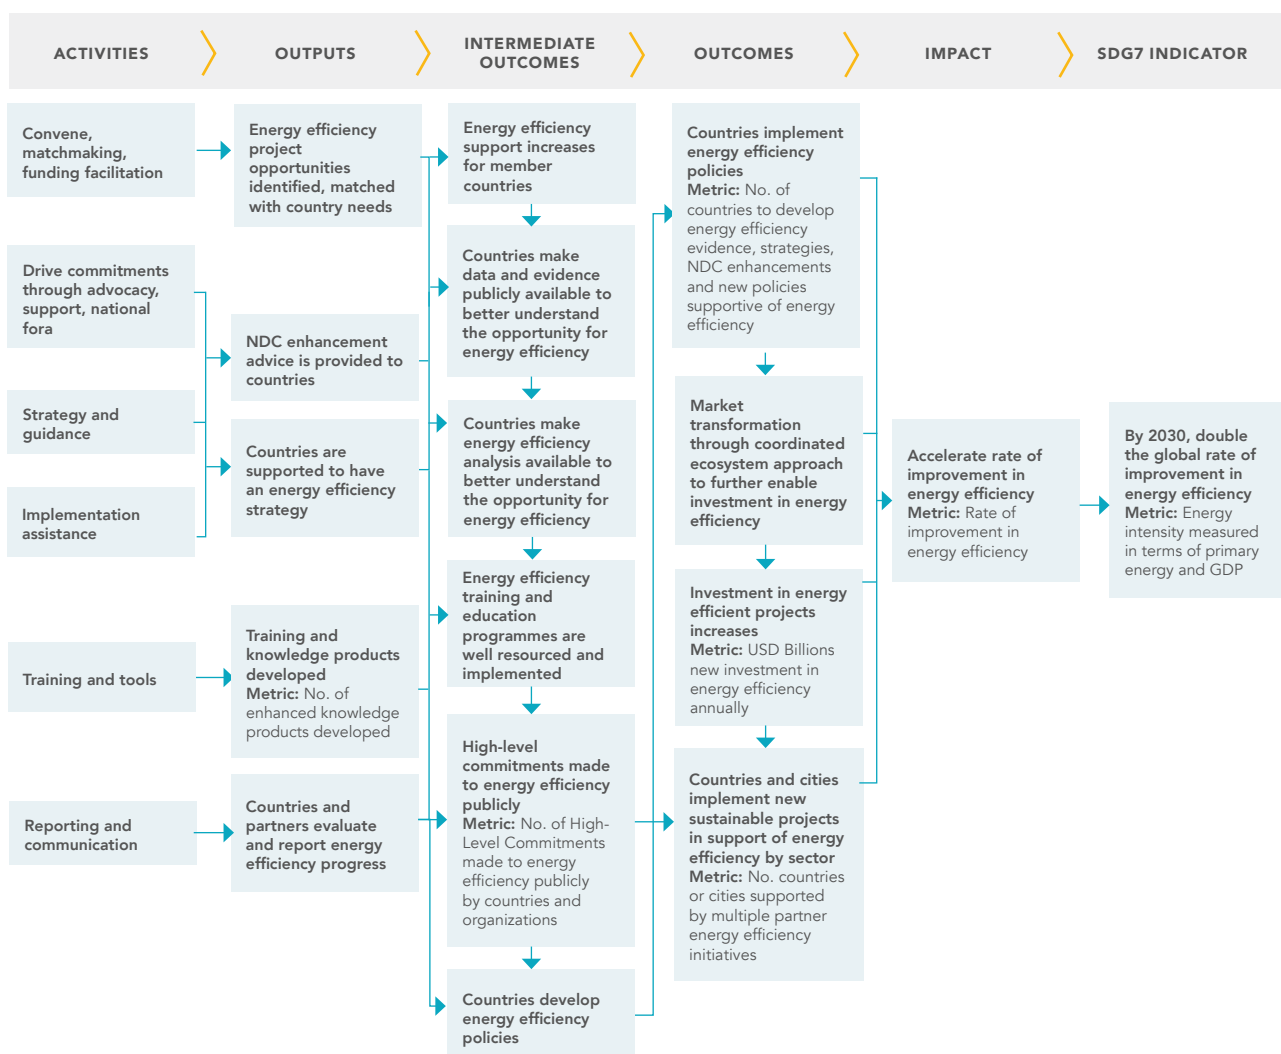 ACTIVITIES
OUTPUTS
INTERMEDIATE
OUTCOMES
OUTCOMES
IMPACT
SDG7 INDICATOR
Convene,
matchmaking,
funding facilitation
Drive commitments
through advocacy,
support, national
fora
Strategy and
guidance
Implementation
assistance
Training and tools
Reporting and
communication
Energy efficiency
project
opportunities
identified, matched
with country needs
NDC enhancement
advice is provided to
countries
Countries are
supported to have
an energy efficiency
strategy
Training and
knowledge products
developed
Metric: No. of
enhanced knowledge
products developed
Countries and
partners evaluate
and report energy
efficiency progress
Energy efficiency
support increases
for member
countries
Countries make
data and evidence
publicly available to
better understand
the opportunity for
energy efficiency
Countries make
energy efficiency
analysis available to
better understand
the opportunity for
energy efficiency
Energy efficiency
training and
education
programmes are
well resourced and
implemented
High-level
commitments made
to energy efficiency
publicly
Metric: No. of High-
Level Commitments
made to energy
efficiency publicly
by countries and
organizations
Countries develop
energy efficiency
policies
Countries implement
energy efficiency
policies
Metric: No. of
countries to develop
energy efficiency
evidence, strategies,
NDC enhancements
and new policies
supportive of energy
efficiency
Market
transformation
through coordinated
ecosystem approach
to further enable
investment in energy
efficiency
Investment in energy
efficient projects
increases
Metric: USD Billions
new investment in
energy efficiency
annually
Countries and cities
implement new
sustainable projects
in support of energy
efficiency by sector
Metric: No. countries
or cities supported
by multiple partner
energy efficiency
initiatives
Accelerate rate of
improvement in
energy efficiency
Metric: Rate of
improvement in
energy efficiency
By 2030, double
the global rate of
improvement in
energy efficiency
Metric: Energy
intensity measured
in terms of primary
energy and GDP